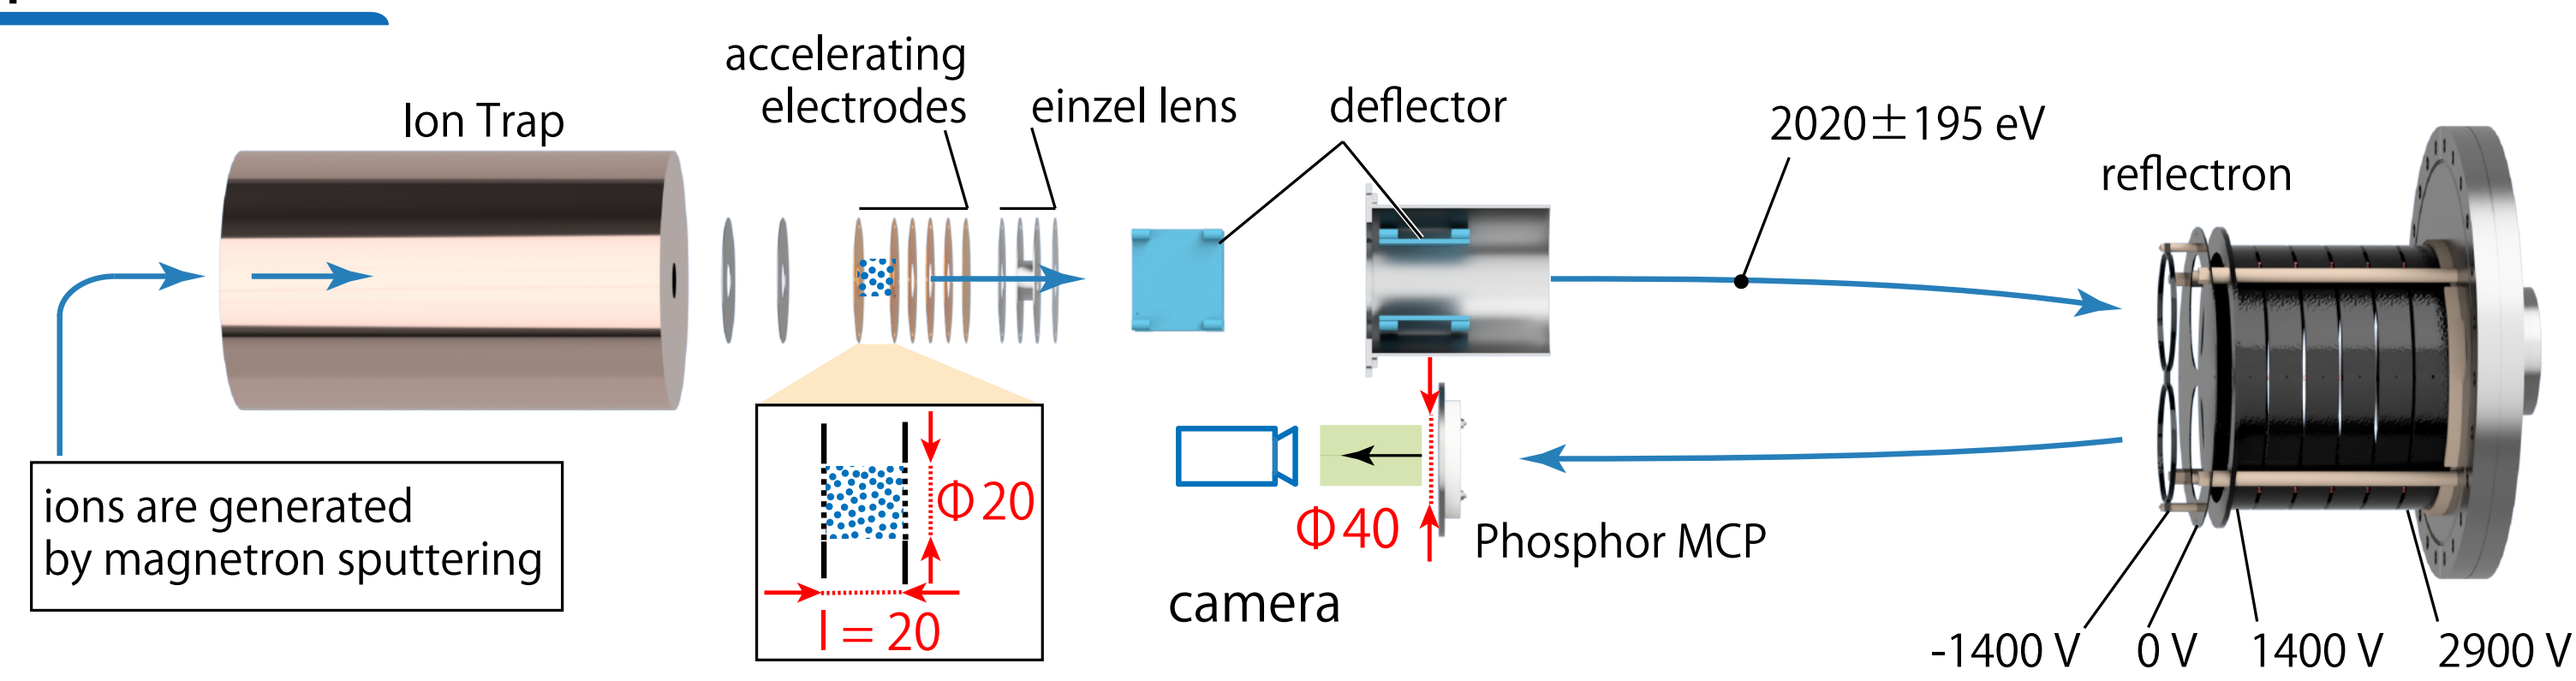 accelerating
electrodes
Ion Trap
einzel lens
deflector
2020±195 eV
reflectron
ions are generated
by magnetron sputtering
Φ20
l = 20
Φ40
Phosphor MCP
camera
-1400 V
0 V
1400 V
2900 V